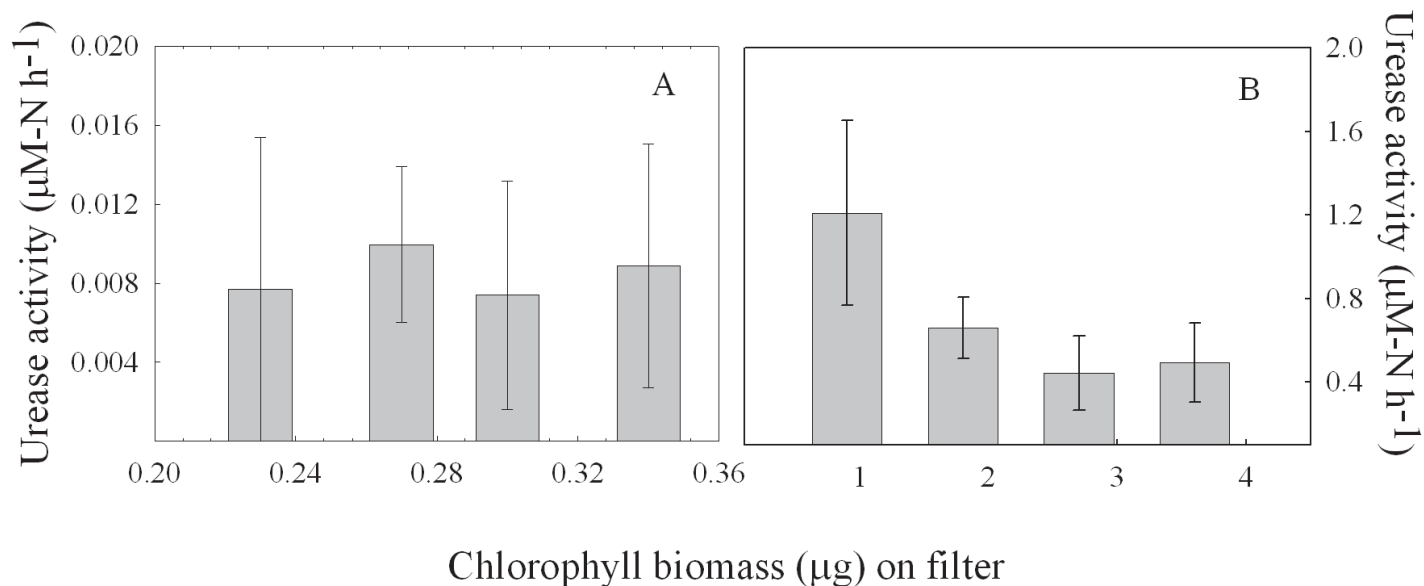 Urease activity (μM-N h-1)
0.020
0.016
0.012
0.008
0.004
A
0.20 0.24 0.28 0.32 0.36
B
2.0
1.6
1.2
0.8
0.4
Urease activity (μM-N h-1)
1 2 3 4
Chlorophyll biomass (μg) on filter